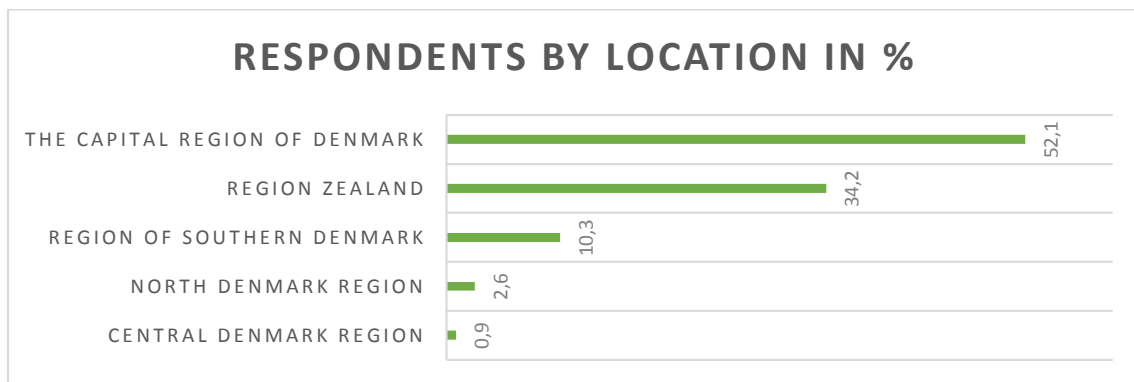 RESPONDENTS BY LOCATION IN %
THE CAPITAL REGION OF DENMARK
52,1
REGION ZEALAND
34,2
REGION OF SOUTHERN DENMARK
10,3
NORTH DENMARK REGION
2,6
CENTRAL DENMARK REGION
0,9